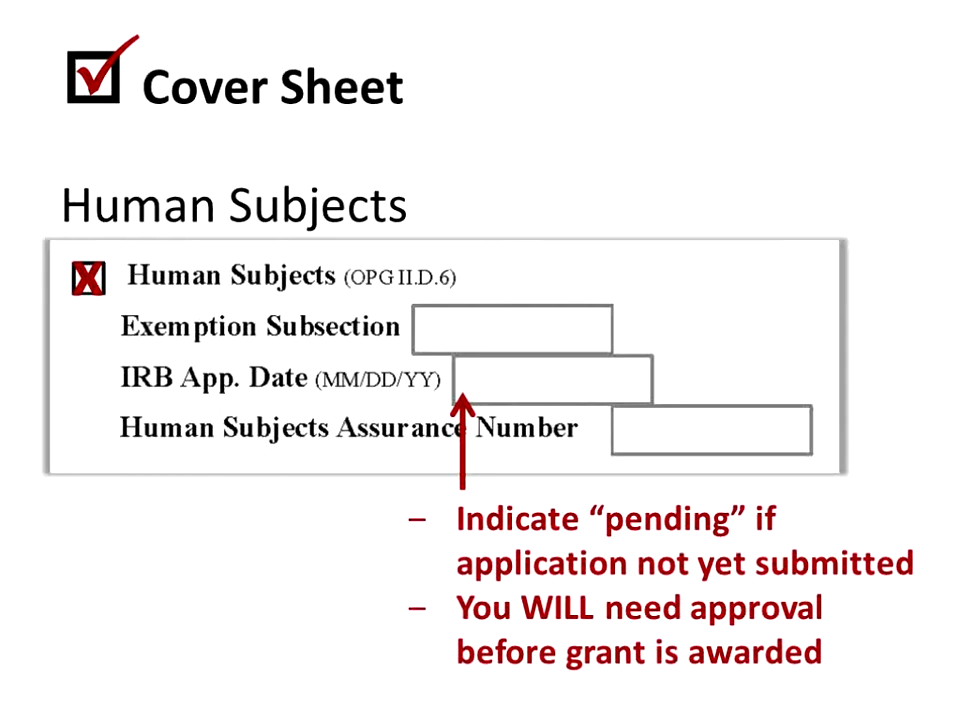 Cover Sheet
Human Subjects
X Human Subjects (OPG II.D.6)
Exemption Subsection
IRB App. Date (MM/DD/YY)
Human Subjects Assurance Number
– Indicate “pending” if
application not yet submitted
– You WILL need approval
before grant is awarded